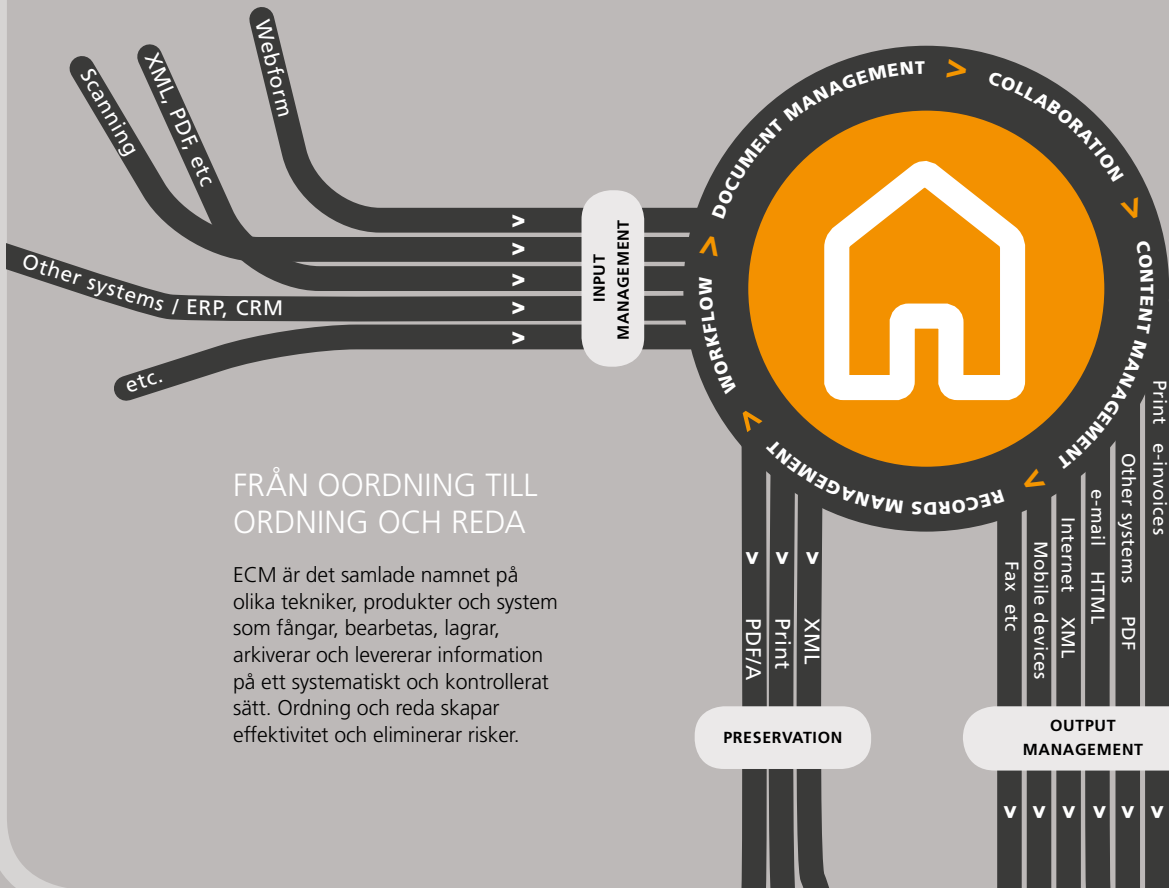 Webform
XML, PDF, etc
Scanning
Other systems / ERP, CRM
etc.
>
>
>
>
>
INPUT
MANAGEMENT
DOCUMENT MANAGEMENT >
COLLABORATION >
CONTENT MANAGEMENT >
RECORDS MANAGEMENT >
WORKFLOW >
FRÅN OORDNING TILL
ORDNING OCH REDA
ECM är det samlade namnet på
olika tekniker, produkter och system
som fångar, bearbetas, lagrar,
arkiverar och levererar information
på ett systematiskt och kontrollerat
sätt. Ordning och reda skapar
effektivitet och eliminerar risker.
> PDF/A
> Print
> XML
PRESERVATION
Fax etc
Mobile devices
Internet XML
e-mail HTML
Other systems PDF
Print e-invoices
OUTPUT
MANAGEMENT
> > > > > >